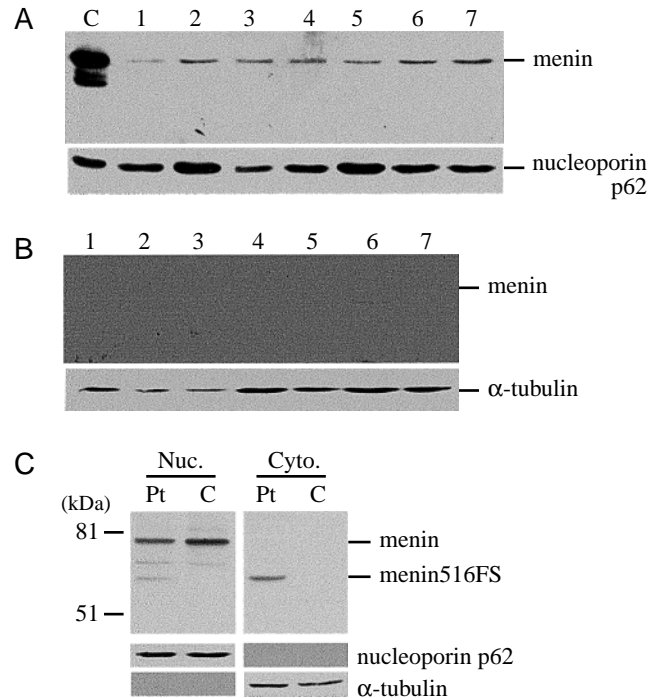 A
C 1 2 3 4 5 6 7
menin
nucleoporin
p62
B
1 2 3 4 5 6 7
menin
α-tubulin
C
Nuc. Cyto.
(kDa) Pt C Pt C
81
menin
menin516FS
51
nucleoporin p62
α-tubulin